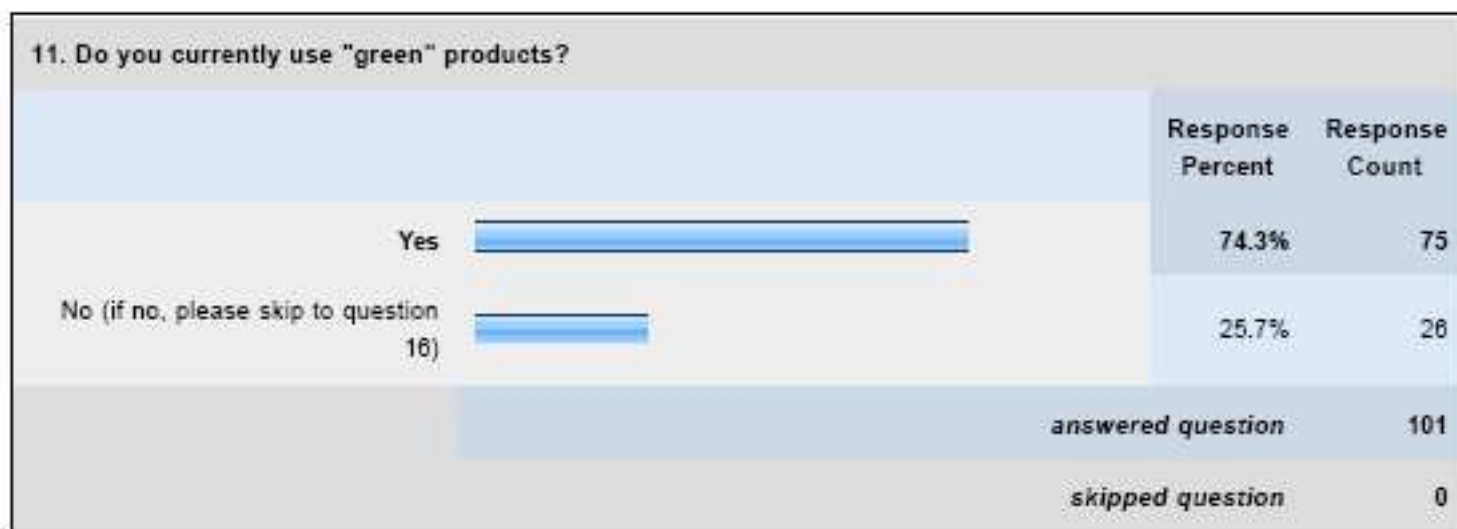 11. Do you currently use "green" products?
Response Percent
Response Count
Yes 74.3% 75
No (if no, please skip to question 16) 25.7% 26
answered question 101
skipped question 0